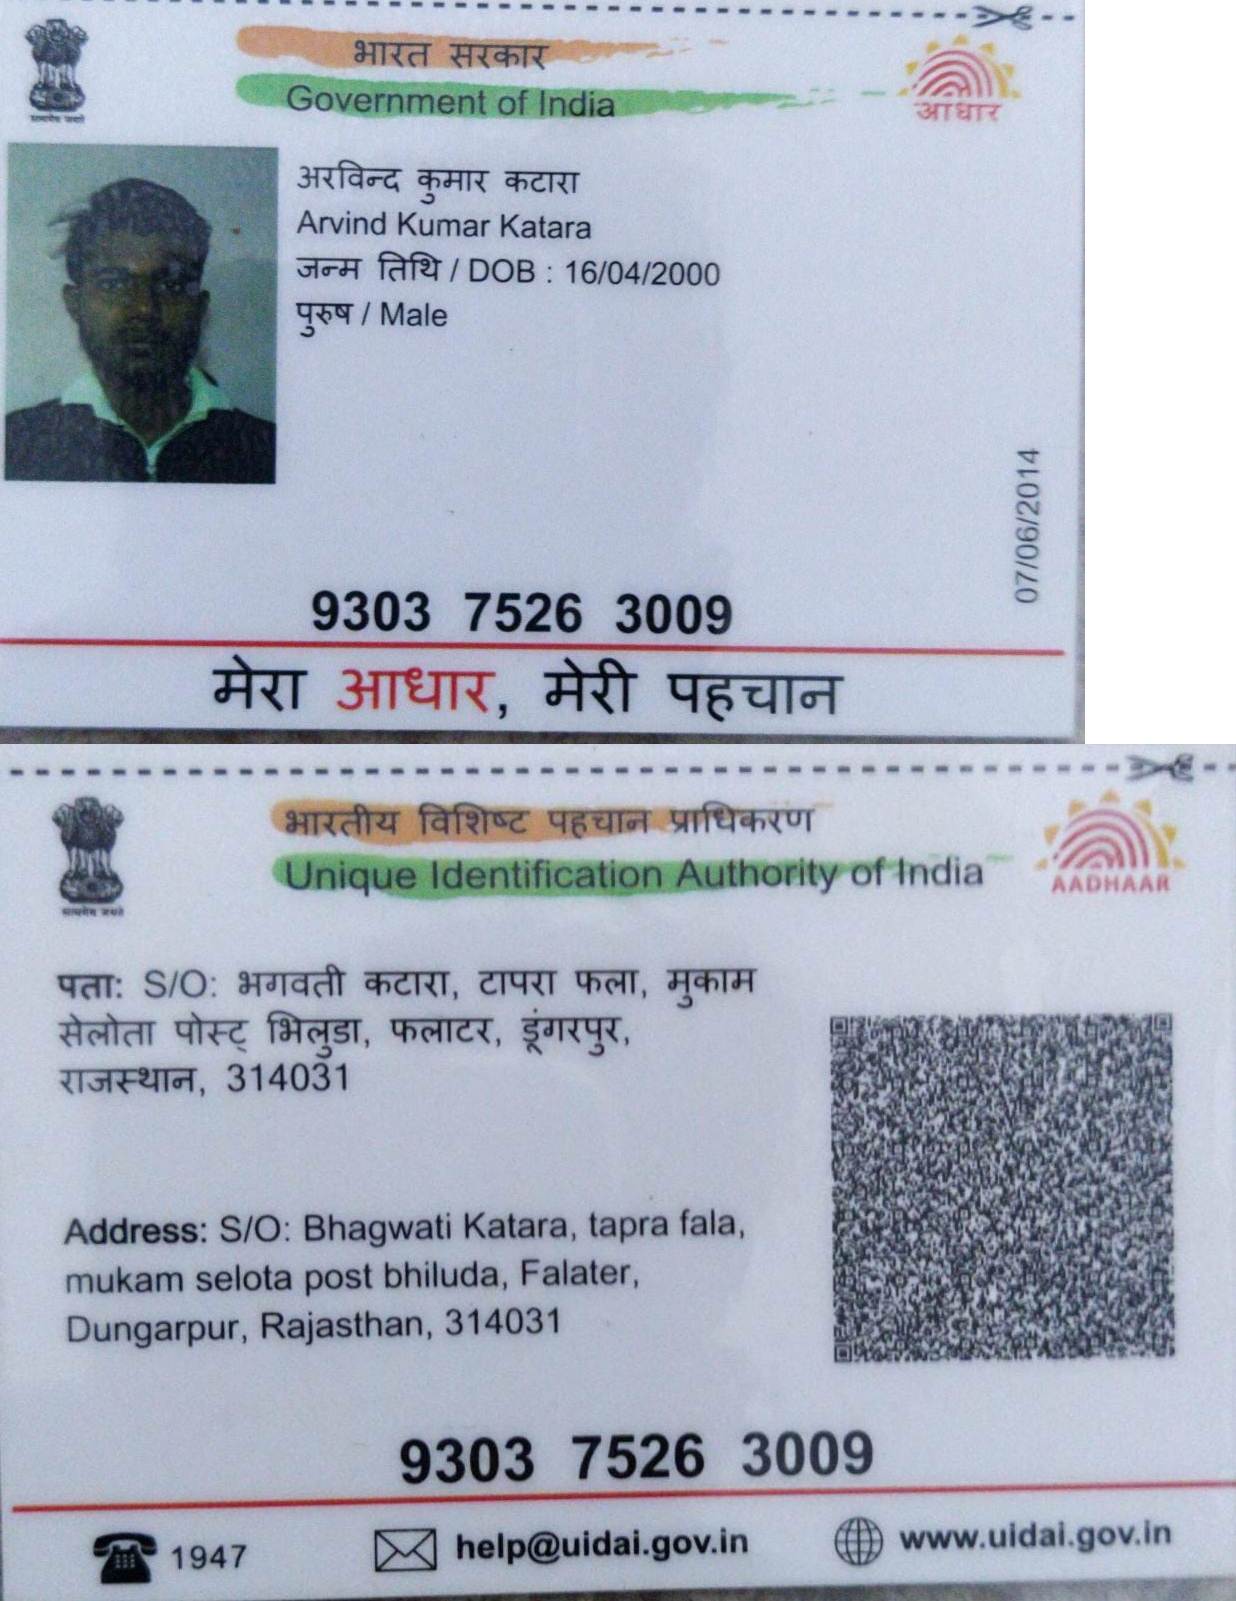 भारत सरकार
Government of India
आधार
सत्यमेव जयते
अरविन्द कुमार कटारा
Arvind Kumar Katara
जन्म तिथि / DOB : 16/04/2000
पुरुष / Male
07/06/2014
9303 7526 3009
मेरा आधार, मेरी पहचान
भारतीय विशिष्ट पहचान प्राधिकरण
Unique Identification Authority of India
AADHAAR
सत्यमेव जयते
पता: S/O: भगवती कटारा, टापरा फला, मुकाम
सेलोता पोस्ट् भिलुडा, फलाटर, डूंगरपुर,
राजस्थान, 314031
Address: S/O: Bhagwati Katara, tapra fala,
mukam selota post bhiluda, Falater,
Dungarpur, Rajasthan, 314031
9303 7526 3009
1947
help@uidai.gov.in
www.uidai.gov.in